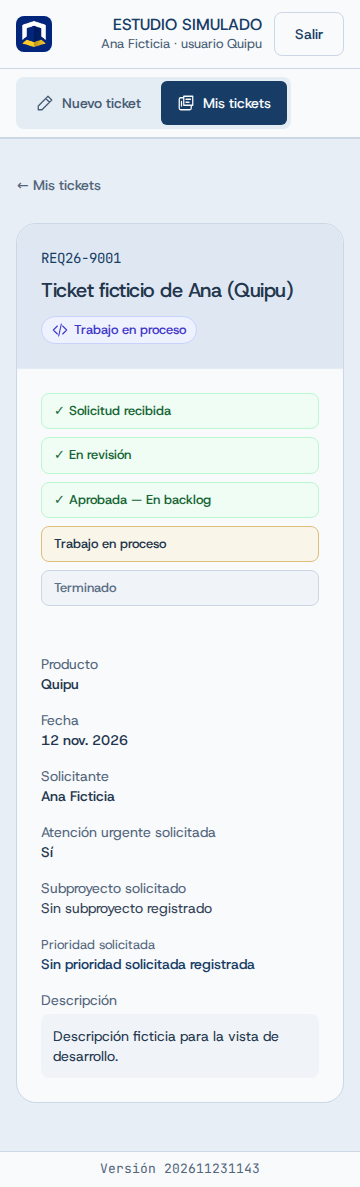 ESTUDIO SIMULADO
Ana Ficticia · usuario Quipu
Salir
Nuevo ticket
Mis tickets
← Mis tickets
REQ26-9001
Ticket ficticio de Ana (Quipu)
Trabajo en proceso
✓ Solicitud recibida
✓ En revisión
✓ Aprobada — En backlog
Trabajo en proceso
Terminado
Producto
Quipu
Fecha
12 nov. 2026
Solicitante
Ana Ficticia
Atención urgente solicitada
Sí
Subproyecto solicitado
Sin subproyecto registrado
Prioridad solicitada
Sin prioridad solicitada registrada
Descripción
Descripción ficticia para la vista de
desarrollo.
Versión 202611231143